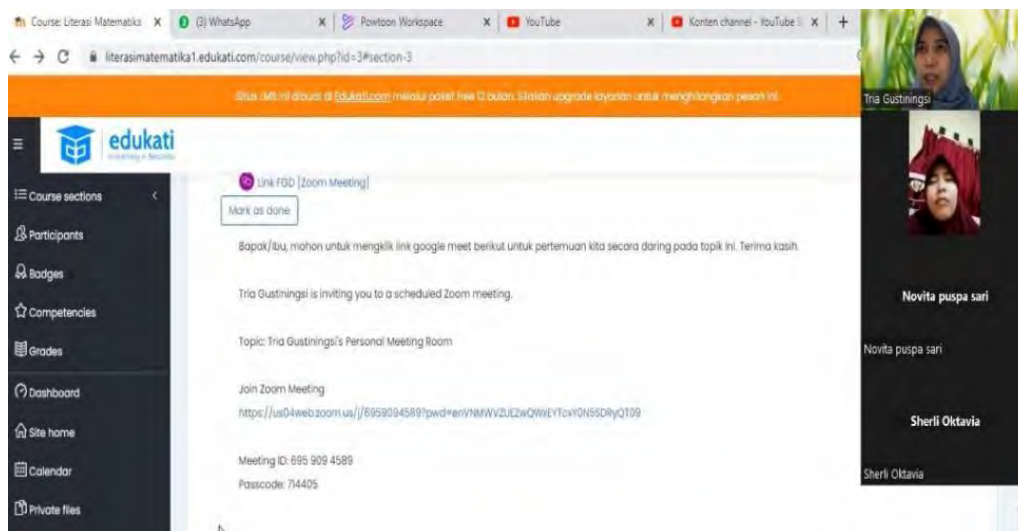 Course: Literasi Matematika
(3) WhatsApp
Powtoon Workspace
YouTube
Konten channel - YouTube S
literasimatematika1.edukati.com/course/view.php?id=3#section-3
Situs LMS ini dibuat di Edukati.com melalui paket free 12 bulan. Silakan upgrade layanan untuk menghilangkan pesan ini.
edukati
Link FGD [Zoom Meeting]
Mark as done
Bapak/Ibu, mohon untuk mengklik link google meet berikut untuk pertemuan kita secara daring pada topik ini. Terima kasih.
Tria Gustiningsi is inviting you to a scheduled Zoom meeting.
Topic: Tria Gustiningsi's Personal Meeting Room
Join Zoom Meeting
Meeting ID: 695 909 4589
Passcode: 714405
Course sections
Participants
Badges
Competencies
Grades
Dashboard
Site home
Calendar
Private files
Tria Gustiningsi
Novita puspa sari
Novita puspa sari
Sherli Oktavia
Sherli Oktavia